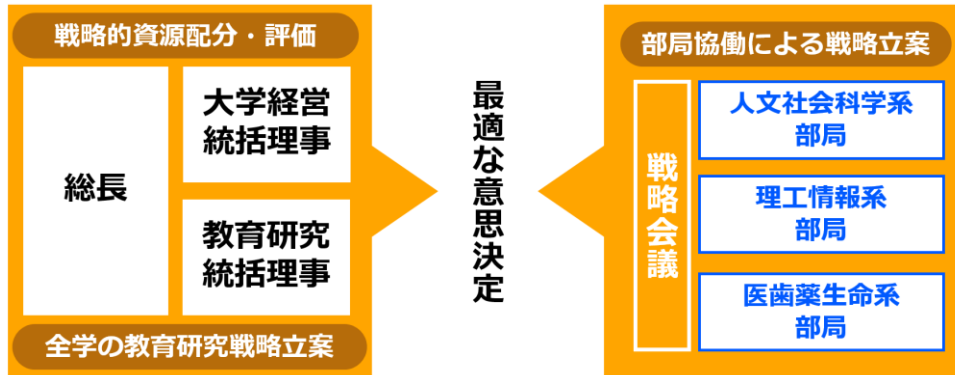 戦略的資源配分・評価
総長
大学経営
統括理事
教育研究
統括理事
全学の教育研究戦略立案
最適な意思決定
部局協働による戦略立案
戦略会議
人文社会科学系
部局
理工情報系
部局
医歯薬生命系
部局